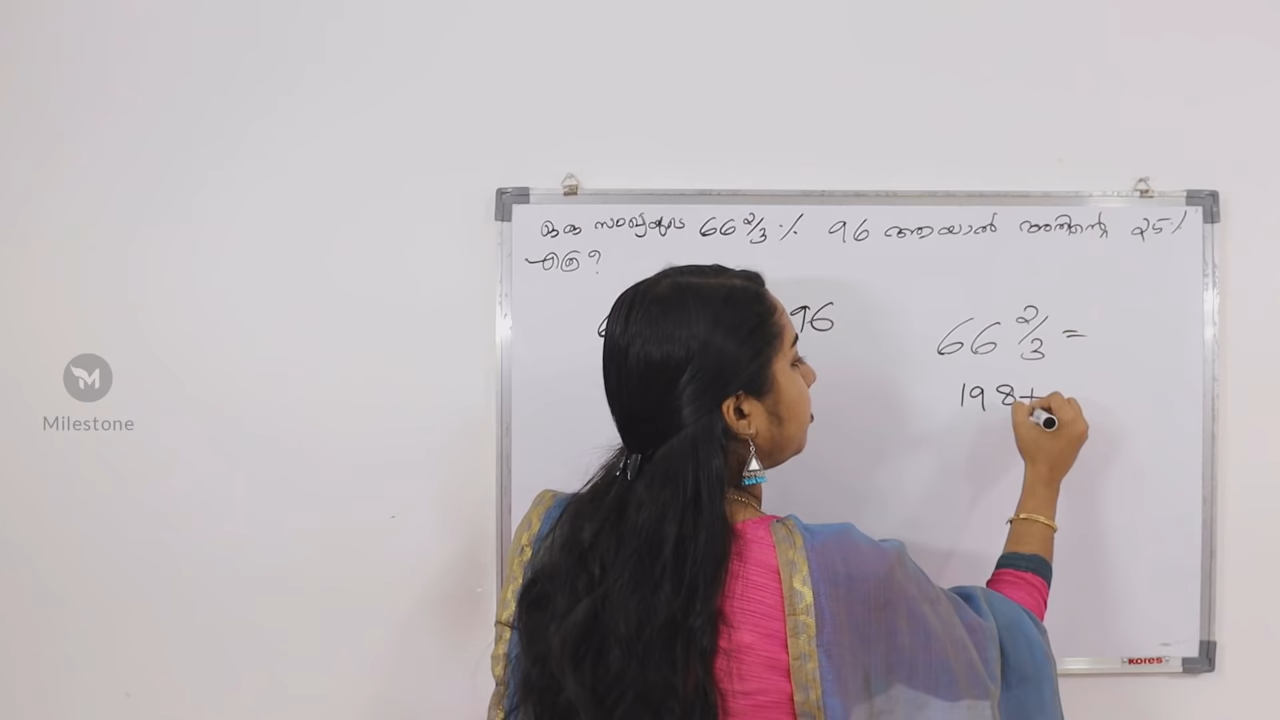 ഒരു സംഖ്യയുടെ 66 2/3 % 96 ആയാൽ അതിന്റെ 25%
എത്ര?
96
66 2/3 =
198+
Milestone
KORES